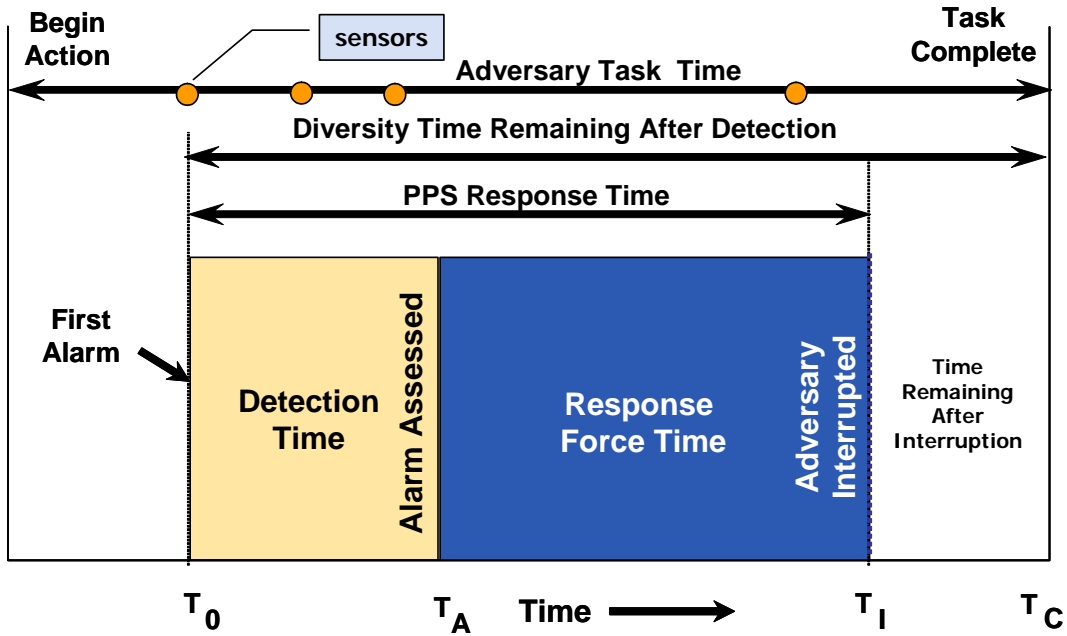 Begin
Action
sensors
Task
Complete
Adversary Task Time
Diversity Time Remaining After Detection
PPS Response Time
First
Alarm
Detection
Time
Alarm Assessed
Response
Force Time
Adversary
Interrupted
Time
Remaining
After
Interruption
T0
TA
Time
TI
TC